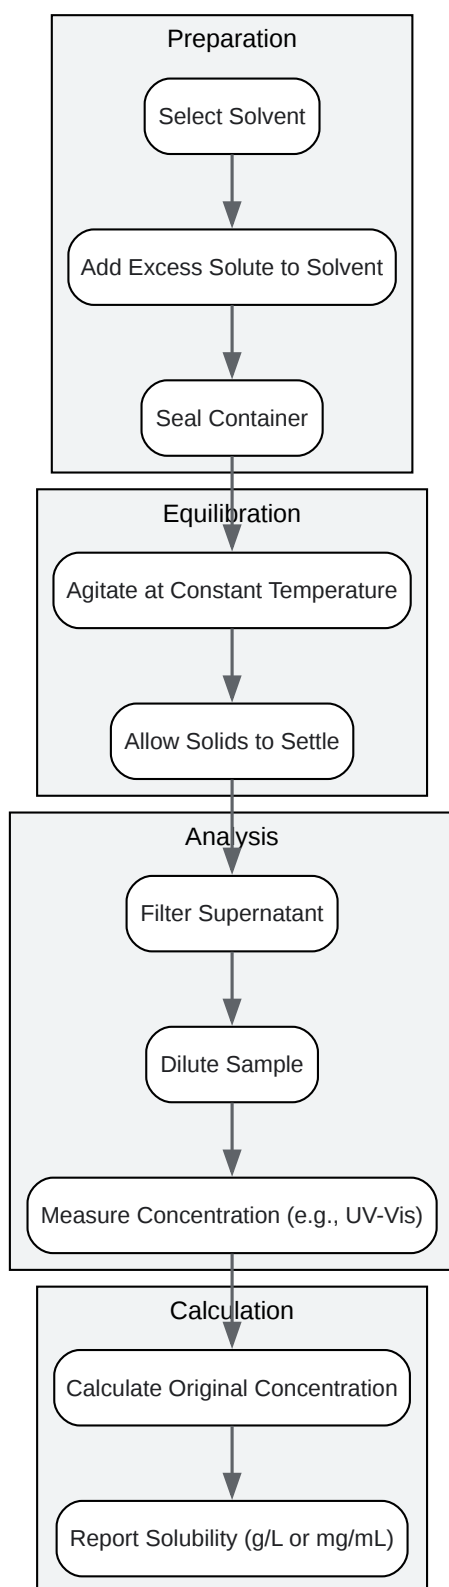 Preparation
Select Solvent
Add Excess Solute to Solvent
Seal Container
Equilibration
Agitate at Constant Temperature
Allow Solids to Settle
Analysis
Filter Supernatant
Dilute Sample
Measure Concentration (e.g., UV-Vis)
Calculation
Calculate Original Concentration
Report Solubility (g/L or mg/mL)